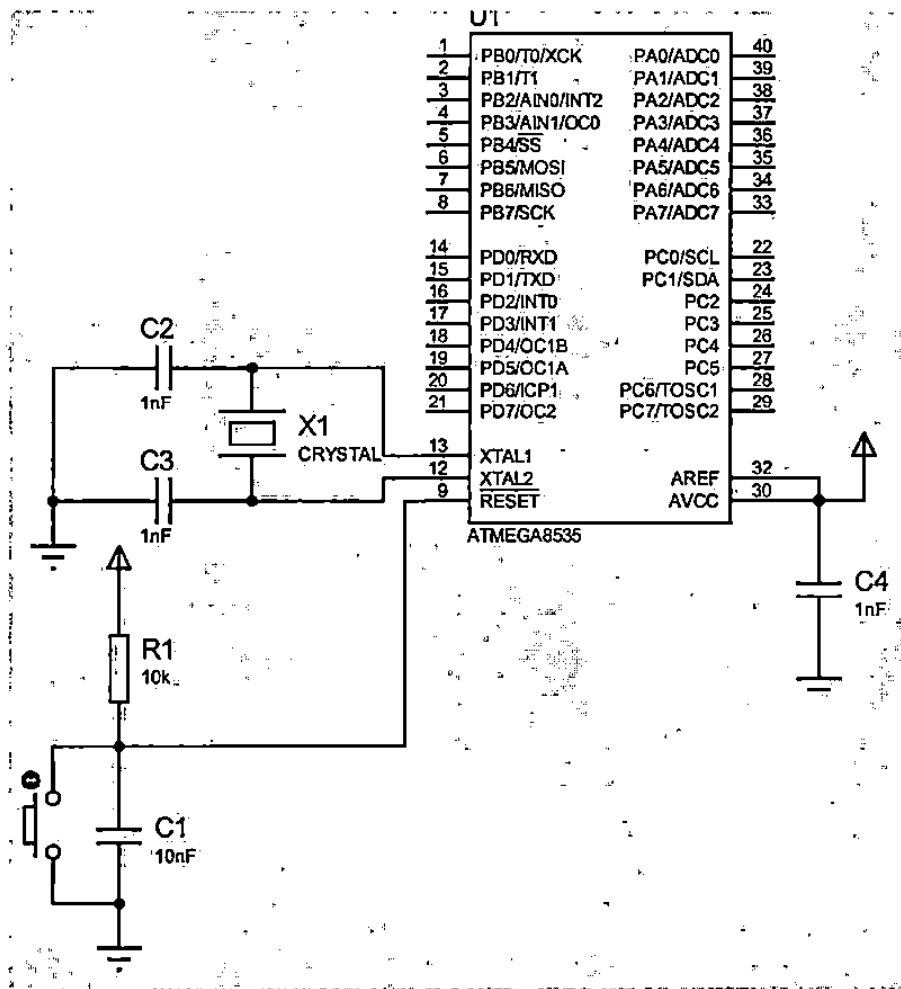 U1
1 PB0/T0/XCK PA0/ADC0 40
2 PB1/T1 PA1/ADC1 39
3 PB2/AIN0/INT2 PA2/ADC2 38
4 PB3/AIN1/OC0 PA3/ADC3 37
5 PB4/SS PA4/ADC4 36
6 PB5/MOSI PA5/ADC5 35
7 PB6/MISO PA6/ADC6 34
8 PB7/SCK PA7/ADC7 33
14 PD0/RXD PC0/SCL 22
15 PD1/TXD PC1/SDA 23
16 PD2/INT0 PC2 24
17 PD3/INT1 PC3 25
18 PD4/OC1B PC4 26
19 PD5/OC1A PC5 27
20 PD6/ICP1 PC6/TOSC1 28
21 PD7/OC2 PC7/TOSC2 29
13 XTAL1
12 XTAL2 AREF 32
9 RESET AVCC 30
ATMEGA8535
C2
1nF
X1
CRYSTAL
C3
1nF
C4
1nF
R1
10k
C1
10nF